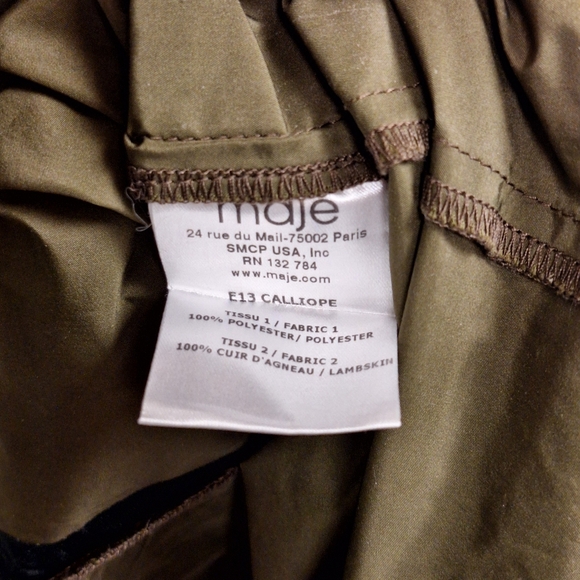 maje
24 rue du Mail-75002 Paris
SMCP USA, Inc
RN 132 784
www.maje.com
E13 CALLIOPE
TISSU 1 / FABRIC 1
100% POLYESTER/ POLYESTER
TISSU 2 / FABRIC 2
100% CUIR D'AGNEAU / LAMBSKIN